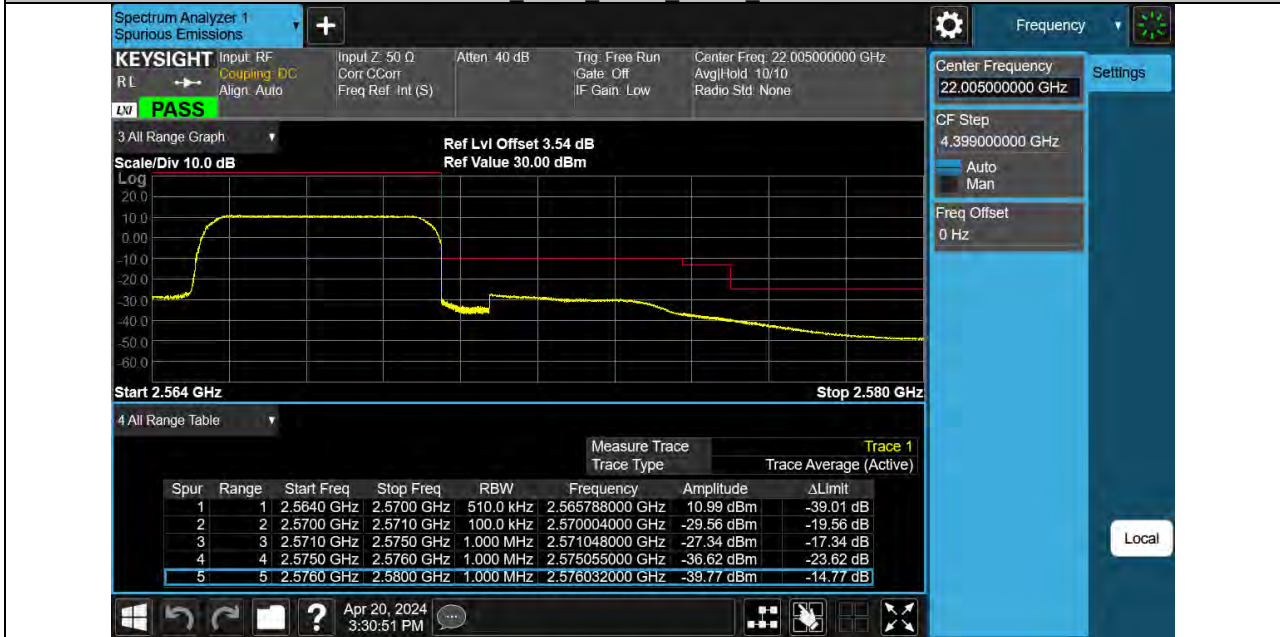 Spectrum Analyzer 1
Spurious Emissions
+
Frequency
KEYSIGHT
R L
LXI PASS
Input: RF
Coupling: DC
Align: Auto
Input Z: 50 Ω
Corr CCorr
Freq Ref: Int (S)
Atten: 40 dB
Trig: Free Run
Gate: Off
IF Gain: Low
Center Freq: 22.005000000 GHz
Avg|Hold: 10/10
Radio Std: None
Center Frequency
22.005000000 GHz
Settings
CF Step
4.399000000 GHz
Auto
Man
Freq Offset
0 Hz
Local
3 All Range Graph
Scale/Div 10.0 dB
Ref Lvl Offset 3.54 dB
Ref Value 30.00 dBm
Log
20.0
10.0
0.00
-10.0
-20.0
-30.0
-40.0
-50.0
-60.0
Start 2.564 GHz
Stop 2.580 GHz
4 All Range Table
Measure Trace Trace 1
Trace Type Trace Average (Active)
Spur Range Start Freq Stop Freq RBW Frequency Amplitude ΔLimit
1 1 2.5640 GHz 2.5700 GHz 510.0 kHz 2.565788000 GHz 10.99 dBm -39.01 dB
2 2 2.5700 GHz 2.5710 GHz 100.0 kHz 2.570004000 GHz -29.56 dBm -19.56 dB
3 3 2.5710 GHz 2.5750 GHz 1.000 MHz 2.571048000 GHz -27.34 dBm -17.34 dB
4 4 2.5750 GHz 2.5760 GHz 1.000 MHz 2.575055000 GHz -36.62 dBm -23.62 dB
5 5 2.5760 GHz 2.5800 GHz 1.000 MHz 2.576032000 GHz -39.77 dBm -14.77 dB
?
Apr 20, 2024
3:30:51 PM